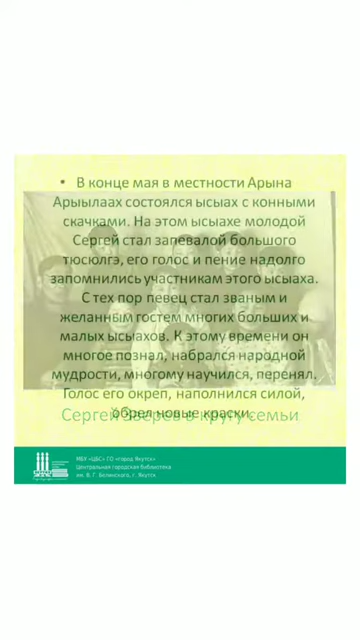 • В конце мая в местности Арына
Арыылаах состоялся ысыах с конными
скачками. На этом ысыахе молодой
Сергей стал запевалой большого
тюсюлгэ, его голос и пение надолго
запомнились участникам этого ысыаха.
С тех пор певец стал званым и
желанным гостем многих больших и
малых ысыахов. К этому времени он
многое познал, набрался народной
мудрости, многому научился, перенял.
Голос его окреп, наполнился силой,
обрел новые краски.
Сергей Зверев в кругу семьи
МБУ «ЦБС» ГО «город Якутск»
Центральная городская библиотека
им. В. Г. Белинского, г. Якутск